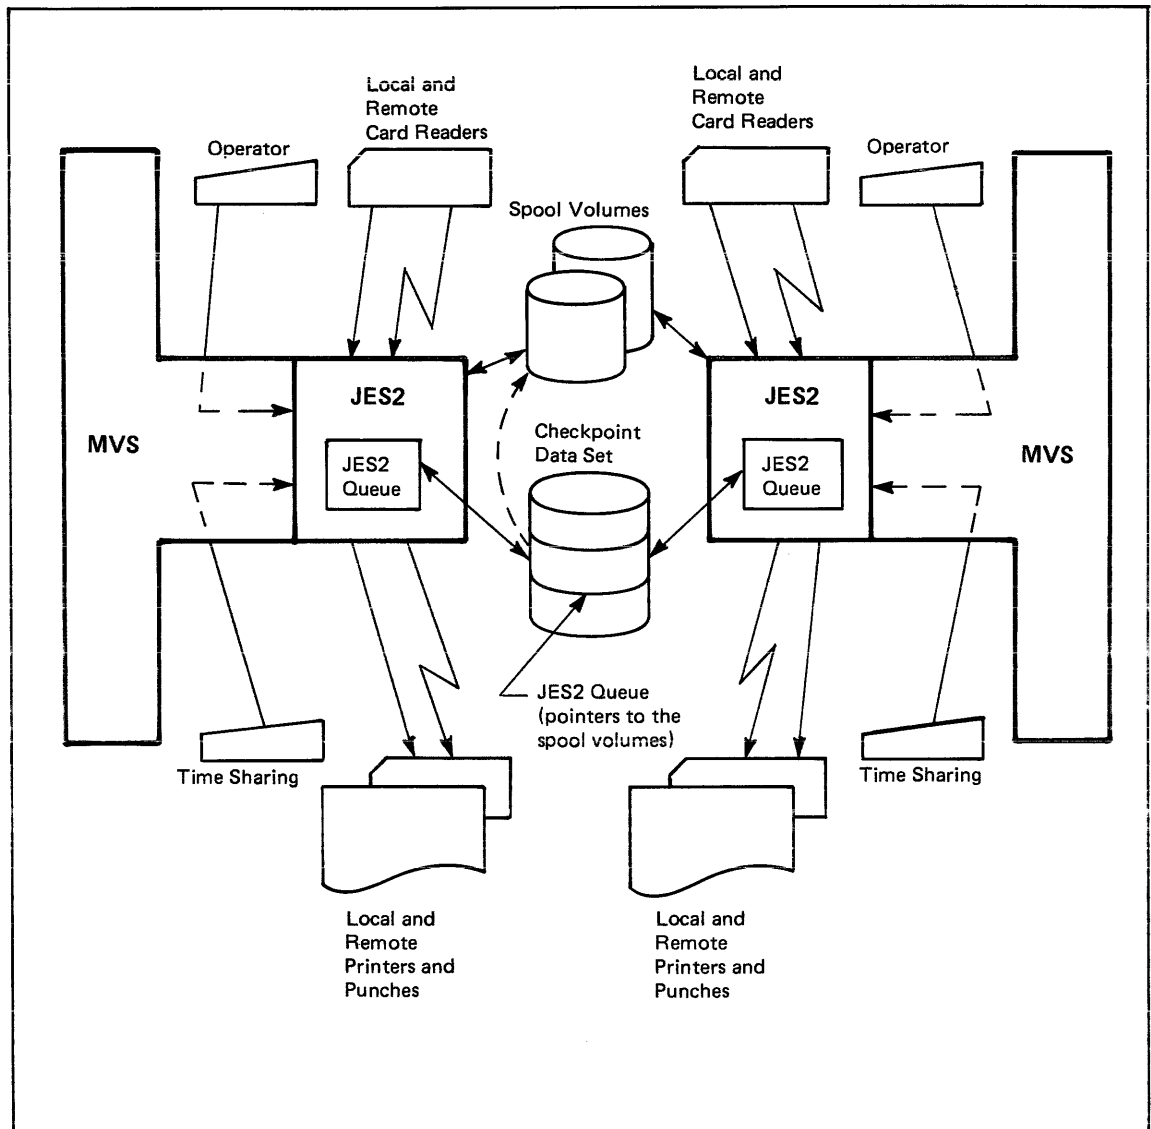 Local and
Remote
Card Readers
Local and
Remote
Card Readers
Operator
Operator
Spool Volumes
JES2
JES2
MVS
MVS
JES2
Queue
Checkpoint
Data Set
JES2
Queue
JES2 Queue
(pointers to the
spool volumes)
Time Sharing
Time Sharing
Local and
Remote
Printers and
Punches
Local and
Remote
Printers and
Punches